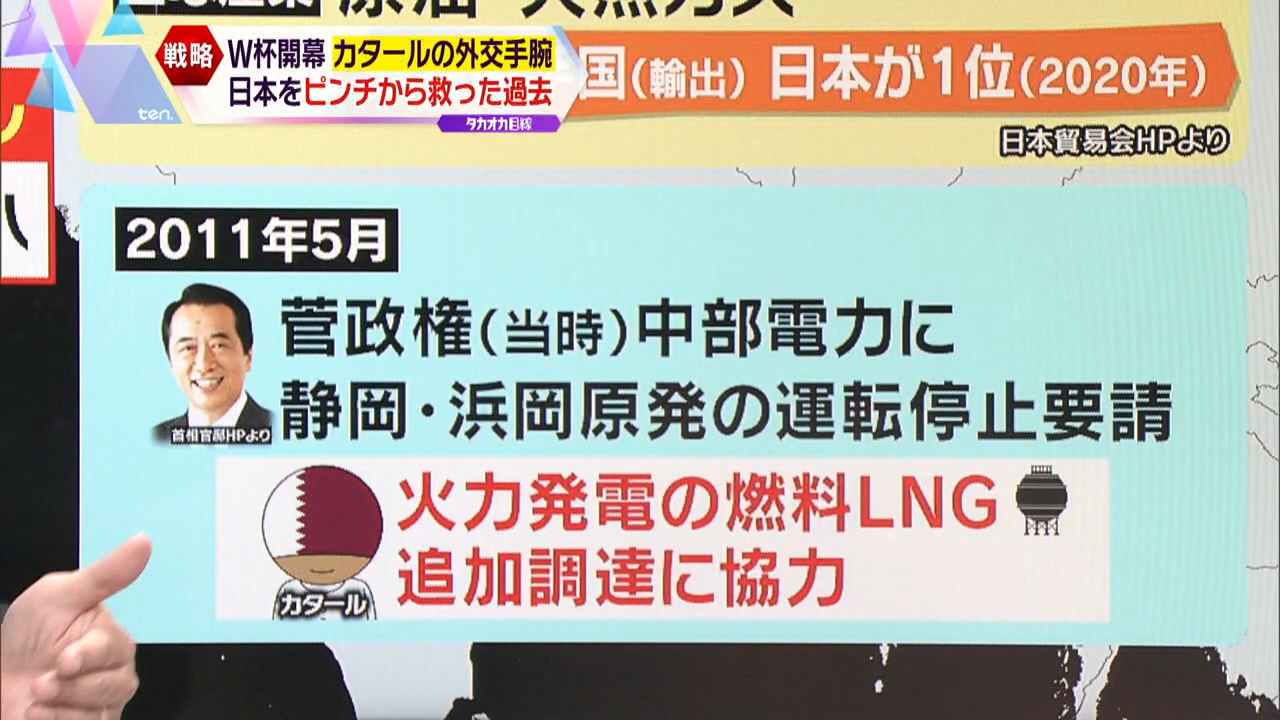 原油・天然ガス
戦略
W杯開幕 カタールの外交手腕
日本をピンチから救った過去
ten.
タカオカ目線
国(輸出) 日本が1位(2020年)
日本貿易会HPより
2011年5月
菅政権(当時)中部電力に
静岡・浜岡原発の運転停止要請
首相官邸HPより
火力発電の燃料LNG
追加調達に協力
カタール